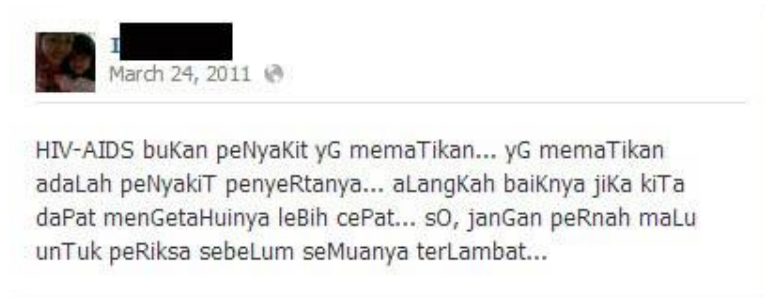 I
March 24, 2011
HIV-AIDS buKan peNyaKit yG memaTikan... yG memaTikan
adaLah peNyakiT penyeRtanya... aLangKah baiKnya jiKa kiTa
daPat menGetaHuinya leBih cePat... sO, janGan peRnah maLu
unTuk peRiksa sebeLum seMuanya terLambat...